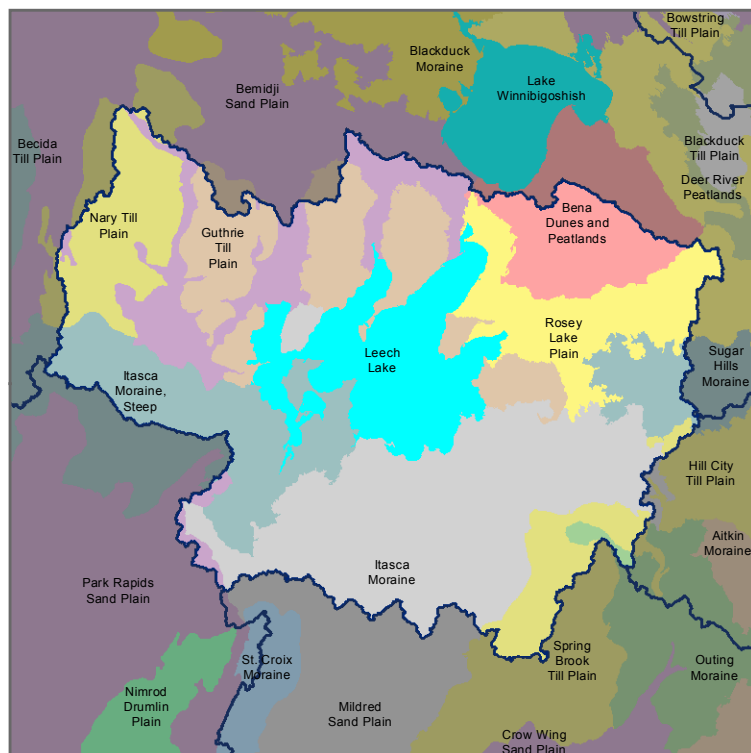 Bowstring
Till Plain
Blackduck
Moraine
Lake
Winnibigoshish
Bemidji
Sand Plain
Becida
Till Plain
Blackduck
Till Plain
Deer River
Peatlands
Nary Till
Plain
Guthrie
Till
Plain
Bena
Dunes and
Peatlands
Rosey
Lake
Plain
Leech
Lake
Sugar
Hills
Moraine
Itasca
Moraine,
Steep
Hill City
Till Plain
Aitkin
Moraine
Itasca
Moraine
Park Rapids
Sand Plain
St. Croix
Moraine
Spring
Brook
Till Plain
Outing
Moraine
Nimrod
Drumlin
Plain
Mildred
Sand Plain
Crow Wing
Sand Plain